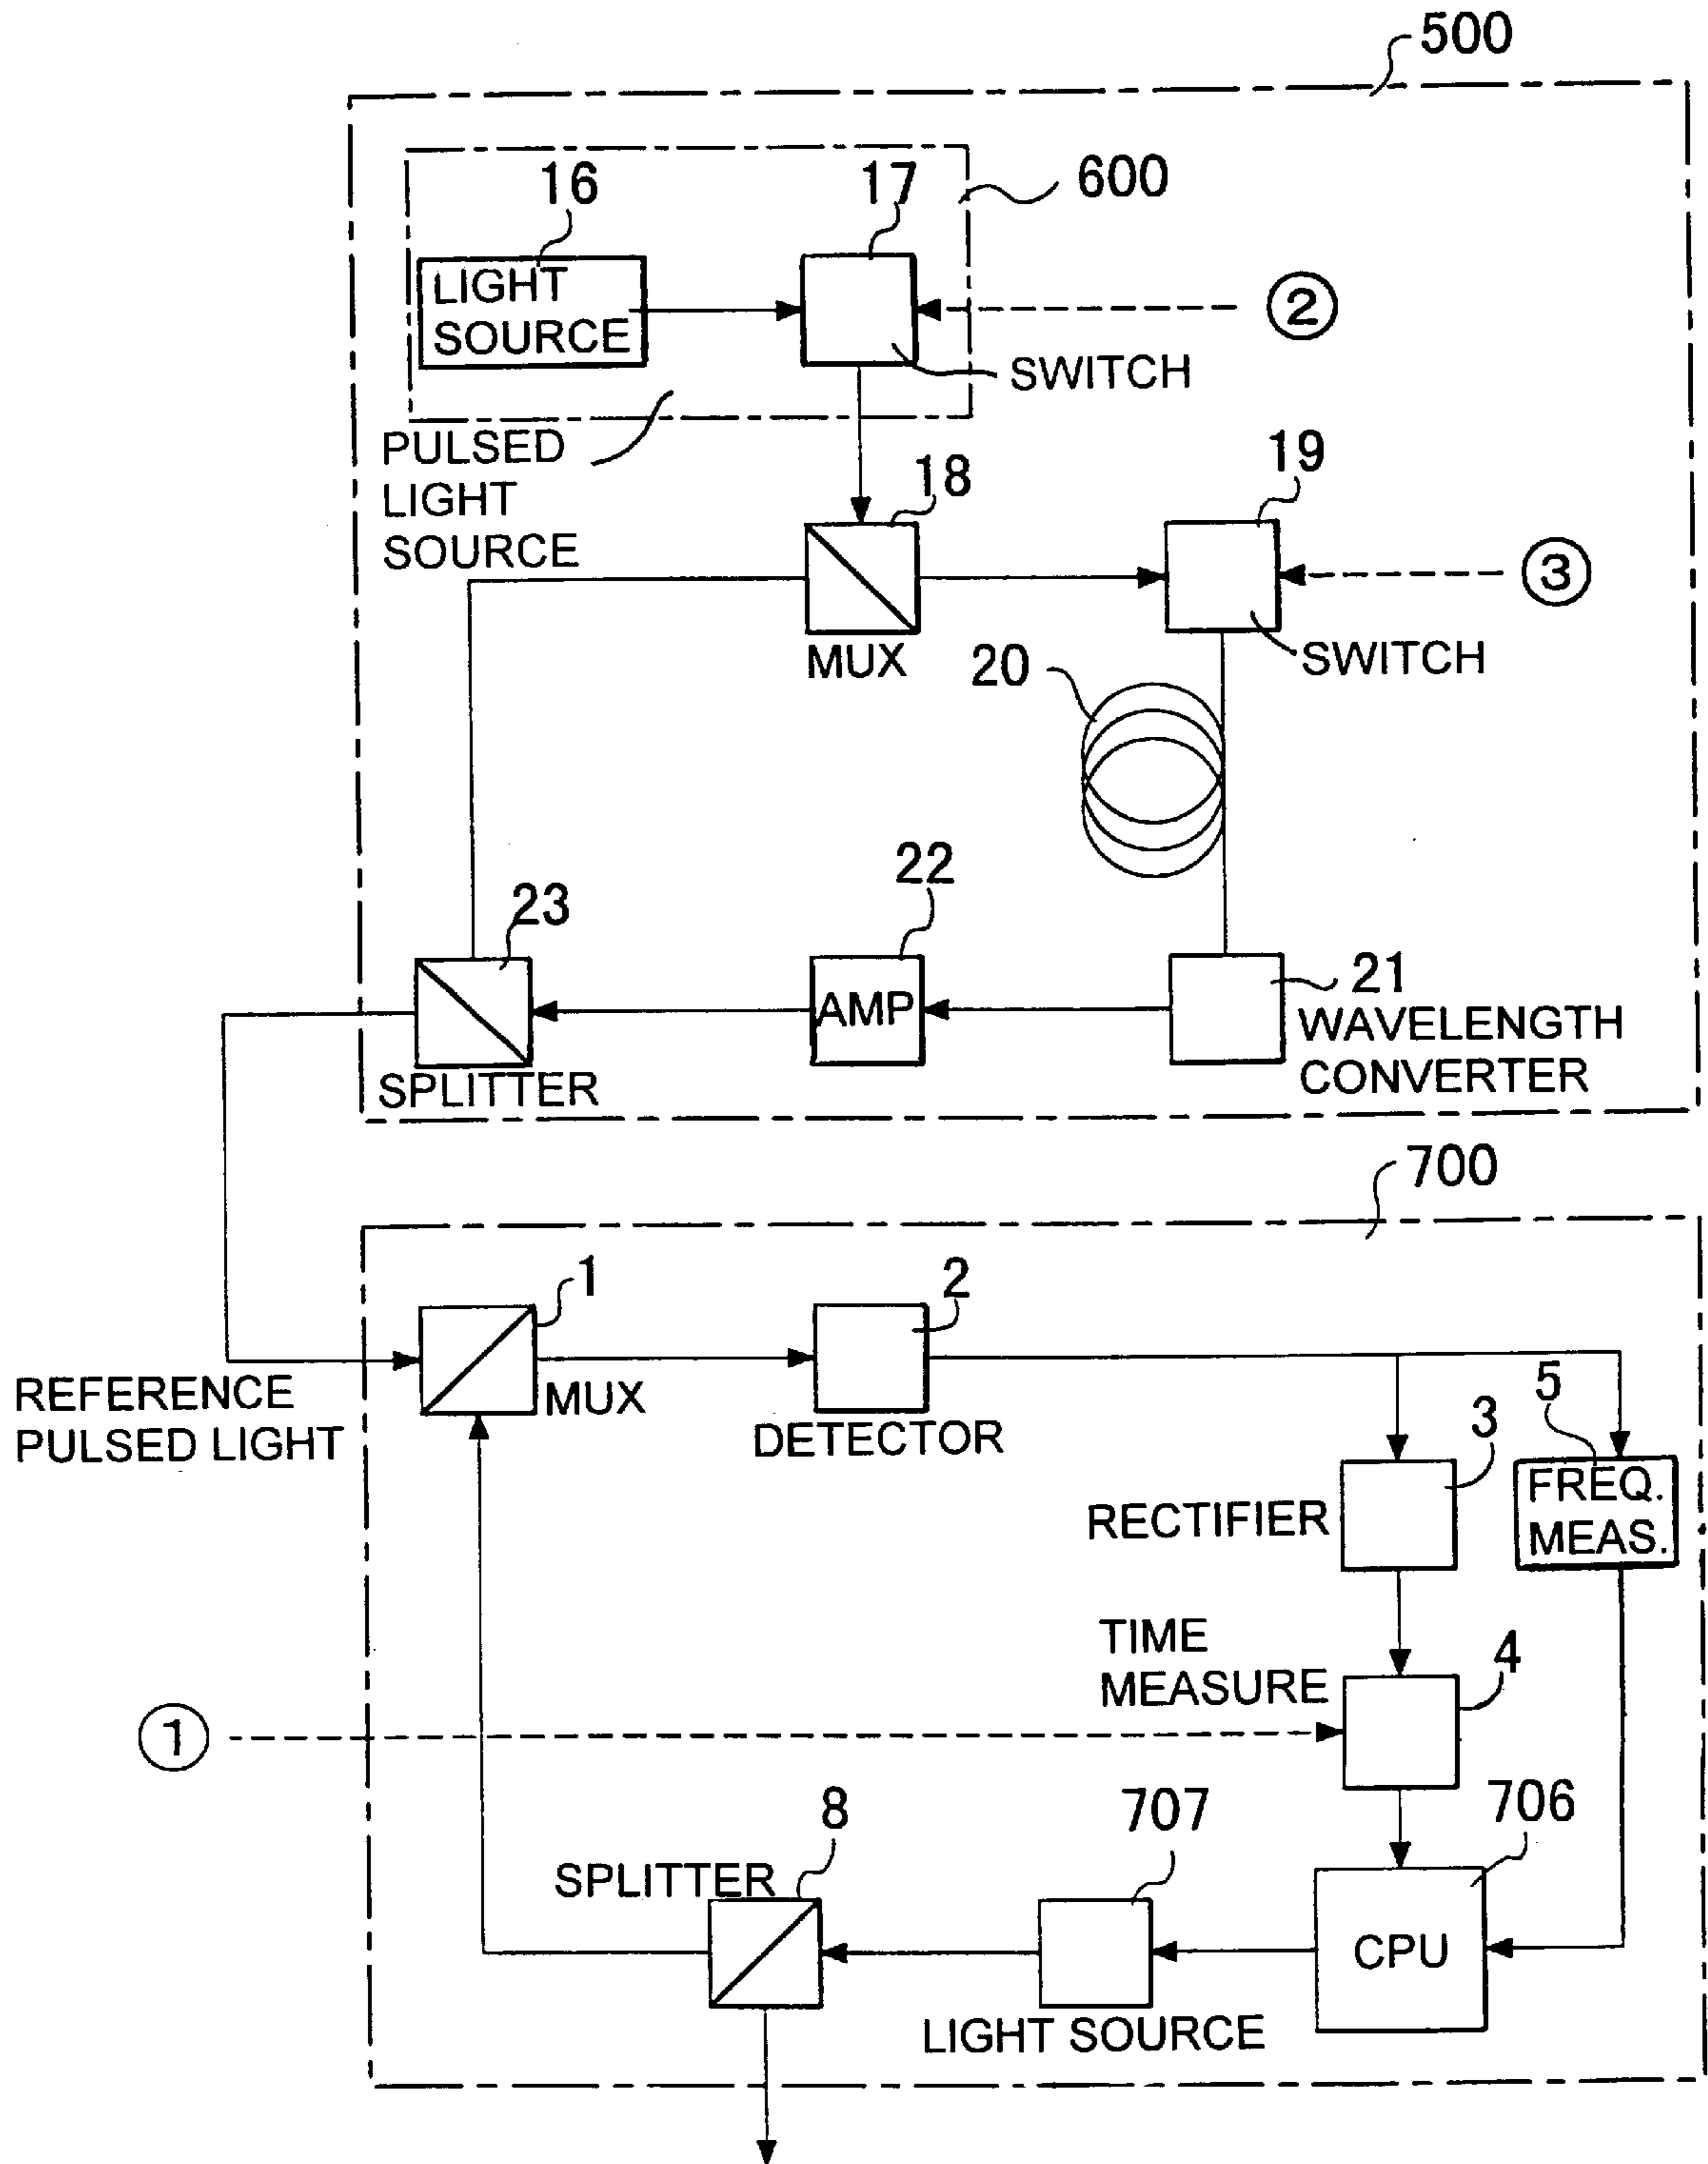 500
16
17
600
LIGHT
SOURCE
②
SWITCH
PULSED
LIGHT
SOURCE
18
19
③
MUX
SWITCH
20
22
23
21
AMP
WAVELENGTH
CONVERTER
SPLITTER
700
1
2
REFERENCE
PULSED LIGHT
MUX
DETECTOR
5
3
FREQ.
MEAS.
RECTIFIER
TIME
MEASURE
4
①
8
707
706
SPLITTER
CPU
LIGHT SOURCE